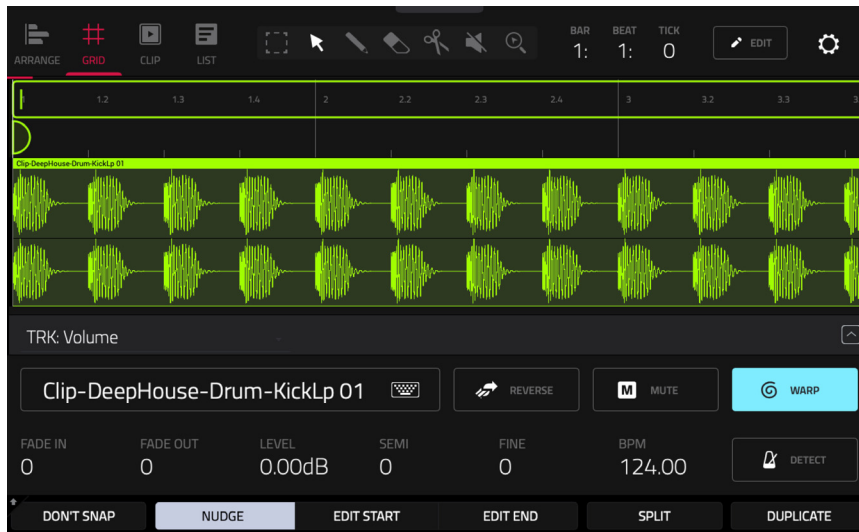 BAR BEAT TICK
1: 1: 0
EDIT
ARRANGE GRID CLIP LIST
1 1.2 1.3 1.4 2 2.2 2.3 2.4 3 3.2 3.3
Clip-DeepHouse-Drum-KickLp 01
TRK: Volume
Clip-DeepHouse-Drum-KickLp 01
REVERSE
M MUTE
WARP
FADE IN FADE OUT LEVEL SEMI FINE BPM
0 0 0.00dB 0 0 124.00
DETECT
DON'T SNAP NUDGE EDIT START EDIT END SPLIT DUPLICATE